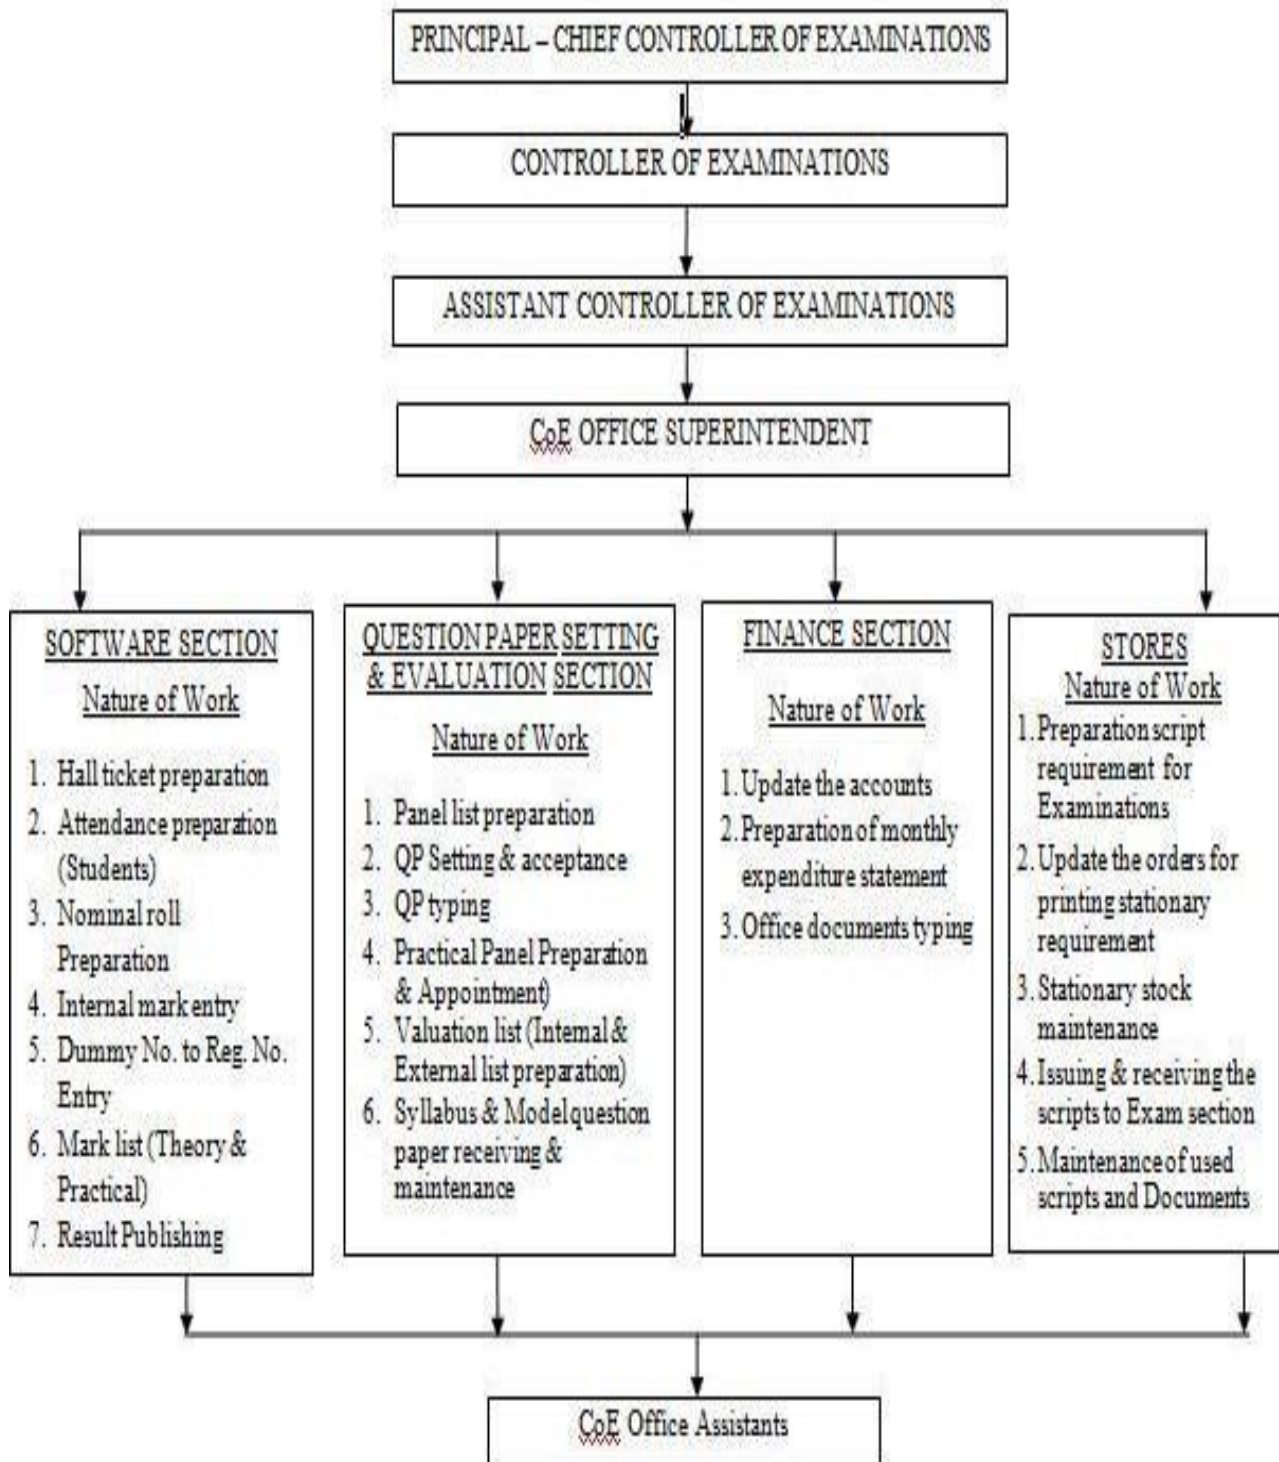 PRINCIPAL – CHIEF CONTROLLER OF EXAMINATIONS
CONTROLLER OF EXAMINATIONS
ASSISTANT CONTROLLER OF EXAMINATIONS
CoE OFFICE SUPERINTENDENT
SOFTWARE SECTION
Nature of Work
1. Hall ticket preparation
2. Attendance preparation
(Students)
3. Nominal roll
Preparation
4. Internal mark entry
5. Dummy No. to Reg. No.
Entry
6. Mark list (Theory &
Practical)
7. Result Publishing
QUESTION PAPER SETTING
& EVALUATION SECTION
Nature of Work
1. Panel list preparation
2. QP Setting & acceptance
3. QP typing
4. Practical Panel Preparation
& Appointment)
5. Valuation list (Internal &
External list preparation)
6. Syllabus & Model question
paper receiving &
maintenance
FINANCE SECTION
Nature of Work
1. Update the accounts
2. Preparation of monthly
expenditure statement
3. Office documents typing
STORES
Nature of Work
1. Preparation script
requirement for
Examinations
2. Update the orders for
printing stationary
requirement
3. Stationary stock
maintenance
4. Issuing & receiving the
scripts to Exam section
5. Maintenance of used
scripts and Documents
CoE Office Assistants